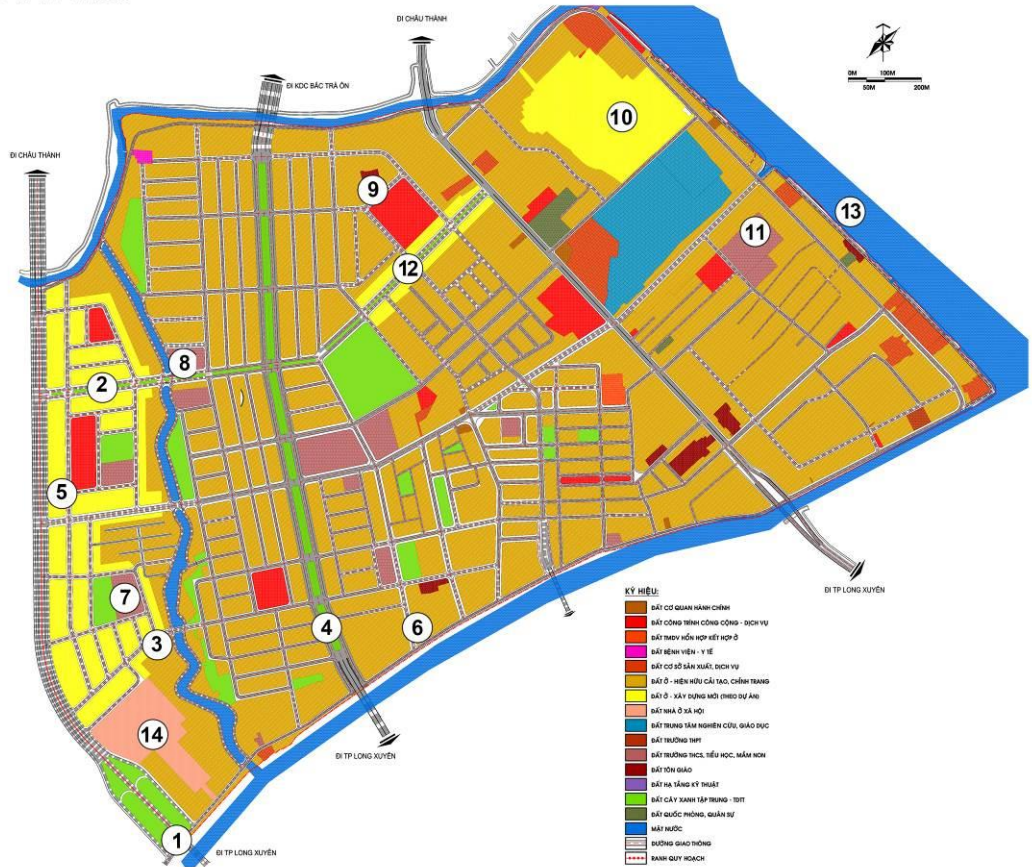 ĐI CHÂU THÀNH
ĐI KDC BẮC TRÀ ÔN
ĐI CHÂU THÀNH
0M 100M
50M 200M
10
9
13
11
12
8
2
5
7
3
4
6
14
1
ĐI TP LONG XUYÊN
ĐI TP LONG XUYÊN
ĐI TP LONG XUYÊN
KÝ HIỆU:
ĐẤT CƠ QUAN HÀNH CHÍNH
ĐẤT CÔNG TRÌNH CÔNG CỘNG - DỊCH VỤ
ĐẤT TMDV HỖN HỢP KẾT HỢP Ở
ĐẤT BỆNH VIỆN - Y TẾ
ĐẤT CƠ SỞ SẢN XUẤT, DỊCH VỤ
ĐẤT Ở - HIỆN HỮU CẢI TẠO, CHỈNH TRANG
ĐẤT Ở - XÂY DỰNG MỚI (THEO DỰ ÁN)
ĐẤT NHÀ Ở XÃ HỘI
ĐẤT TRUNG TÂM NGHIÊN CỨU, GIÁO DỤC
ĐẤT TRƯỜNG THPT
ĐẤT TRƯỜNG THCS, TIỂU HỌC, MẦM NON
ĐẤT TÔN GIÁO
ĐẤT HẠ TẦNG KỸ THUẬT
ĐẤT CÂY XANH TẬP TRUNG - TDTT
ĐẤT QUỐC PHÒNG, QUÂN SỰ
MẶT NƯỚC
ĐƯỜNG GIAO THÔNG
RANH QUY HOẠCH